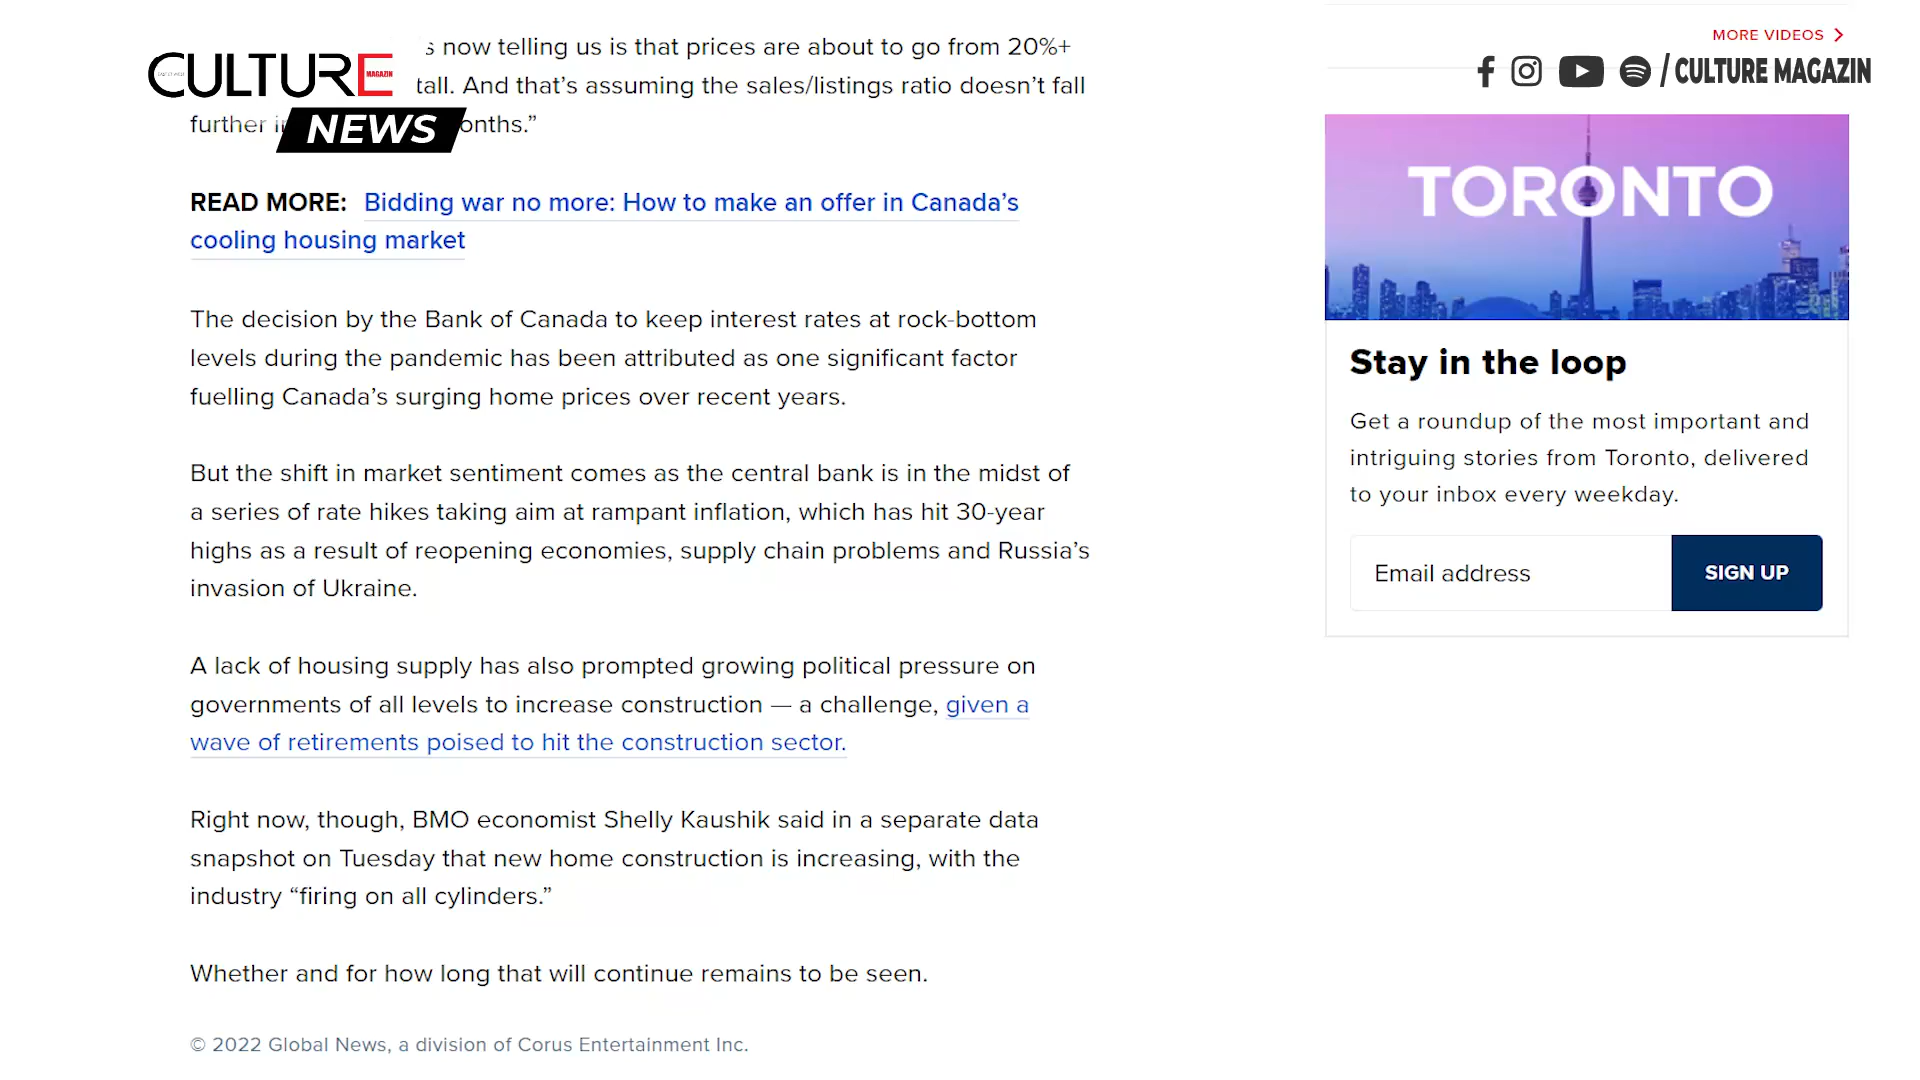 CULTURE
MAGAZIN
NEWS
now telling us is that prices are about to go from 20%+
And that’s assuming the sales/listings ratio doesn’t fall
further
READ MORE: Bidding war no more: How to make an offer in Canada’s
cooling housing market
The decision by the Bank of Canada to keep interest rates at rock-bottom
levels during the pandemic has been attributed as one significant factor
fuelling Canada’s surging home prices over recent years.
But the shift in market sentiment comes as the central bank is in the midst of
a series of rate hikes taking aim at rampant inflation, which has hit 30-year
highs as a result of reopening economies, supply chain problems and Russia’s
invasion of Ukraine.
A lack of housing supply has also prompted growing political pressure on
governments of all levels to increase construction — a challenge, given a
wave of retirements poised to hit the construction sector.
Right now, though, BMO economist Shelly Kaushik said in a separate data
snapshot on Tuesday that new home construction is increasing, with the
industry “firing on all cylinders.”
Whether and for how long that will continue remains to be seen.
© 2022 Global News, a division of Corus Entertainment Inc.
MORE VIDEOS
/ CULTURE MAGAZIN
TORONTO
Stay in the loop
Get a roundup of the most important and
intriguing stories from Toronto, delivered
to your inbox every weekday.
Email address
SIGN UP